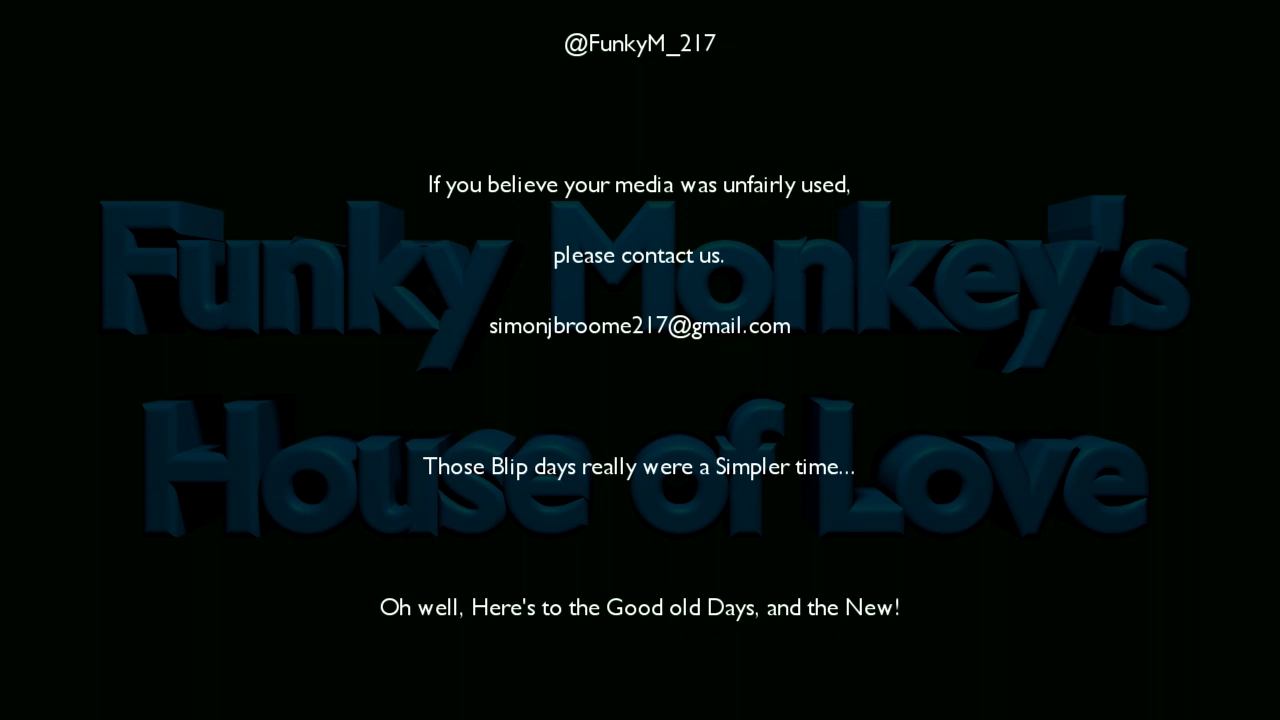 @FunkyM_217
If you believe your media was unfairly used,
please contact us.
simonjbroome217@gmail.com
Those Blip days really were a Simpler time...
Oh well, Here's to the Good old Days, and the New!
Funky Monkey's
House of Love